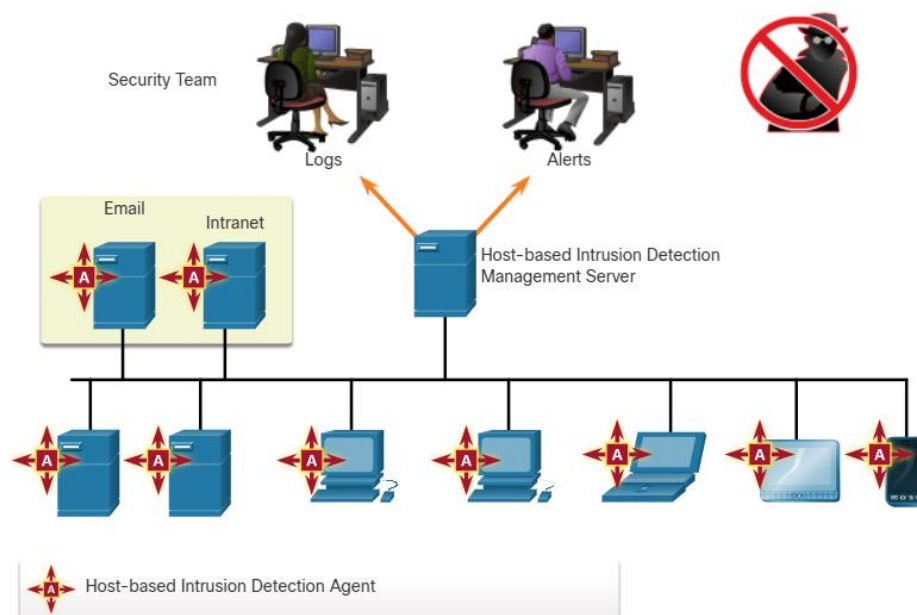 Security Team
Logs
Alerts
Email
Intranet
Host-based Intrusion Detection
Management Server
A
A
A
A
A
A
A
A
A
A Host-based Intrusion Detection Agent